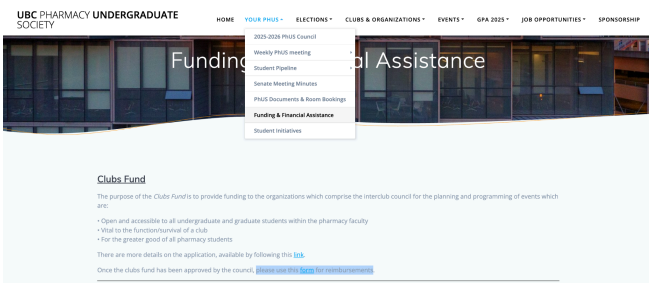 UBC PHARMACY UNDERGRADUATE
SOCIETY
HOME YOUR PHUS ELECTIONS CLUBS & ORGANIZATIONS EVENTS GPA 2025 JOB OPPORTUNITIES SPONSORSHIP
2025-2026 PhUS Council
Weekly PhUS meeting
Student Pipeline
Senate Meeting Minutes
PhUS Documents & Room Bookings
Funding & Financial Assistance
Student Initiatives
Funding al Assistance
Clubs Fund
The purpose of the Clubs Fund is to provide funding to the organizations which comprise the interclub council for the planning and programming of events which
are:
• Open and accessible to all undergraduate and graduate students within the pharmacy faculty
• Vital to the function/survival of a club
• For the greater good of all pharmacy students
There are more details on the application, available by following this link.
Once the clubs fund has been approved by the council, please use this form for reimbursements.